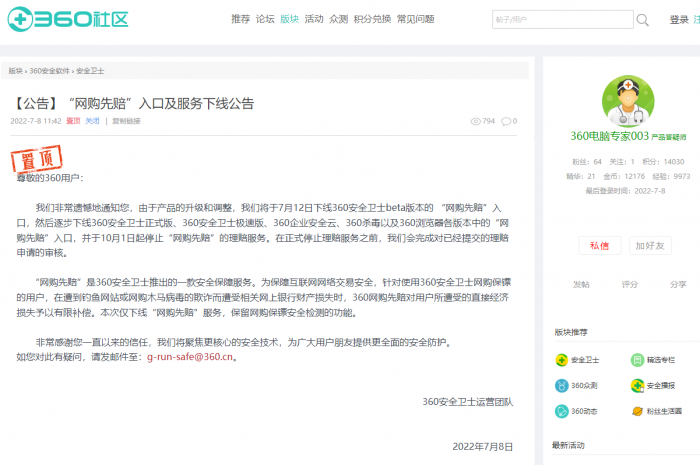 360社区
推荐 论坛 版块 活动 众测 积分兑换 常见问题
帖子/用户
登录
版块 › 360安全软件 › 安全卫士
【公告】“网购先赔”入口及服务下线公告
2022-7-8 11:42 置顶 关闭 | 复制链接
794 0
置顶
尊敬的360用户：
我们非常遗憾地通知您，由于产品的升级和调整，我们将于7月12日下线360安全卫士beta版本的 “网购先赔”入
口，然后逐步下线360安全卫士正式版、360安全卫士极速版、360企业安全云、360杀毒以及360浏览器各版本中的“网
购先赔”入口，并于10月1日起停止“网购先赔”的理赔服务。在正式停止理赔服务之前，我们会完成对已经提交的理赔
申请的审核。
“网购先赔”是360安全卫士推出的一款安全保障服务。为保障互联网网络交易安全，针对使用360安全卫士网购保镖
的用户，在遭到钓鱼网站或网购木马病毒的欺诈而遭受相关网上银行财产损失时，360网购先赔对用户所遭受的直接经济
损失予以有限补偿。本次仅下线“网购先赔”服务，保留网购保镖安全检测的功能。
非常感谢您一直以来的信任，我们将聚焦更核心的安全技术，为广大用户朋友提供更全面的安全防护。
如您对此有疑问，请发邮件至：g-run-safe@360.cn。
360安全卫士运营团队
2022年7月8日
360电脑专家003 产品答疑师
粉丝：64 关注：1 积分：14030
精华：21 金币：12176 经验：9973
最后登录时间：2022-7-8
私信 加好友
发帖 评分 分享
版块推荐
安全卫士 精选专栏
360众测 安全播报
360动态 粉丝生活圈
最新活动